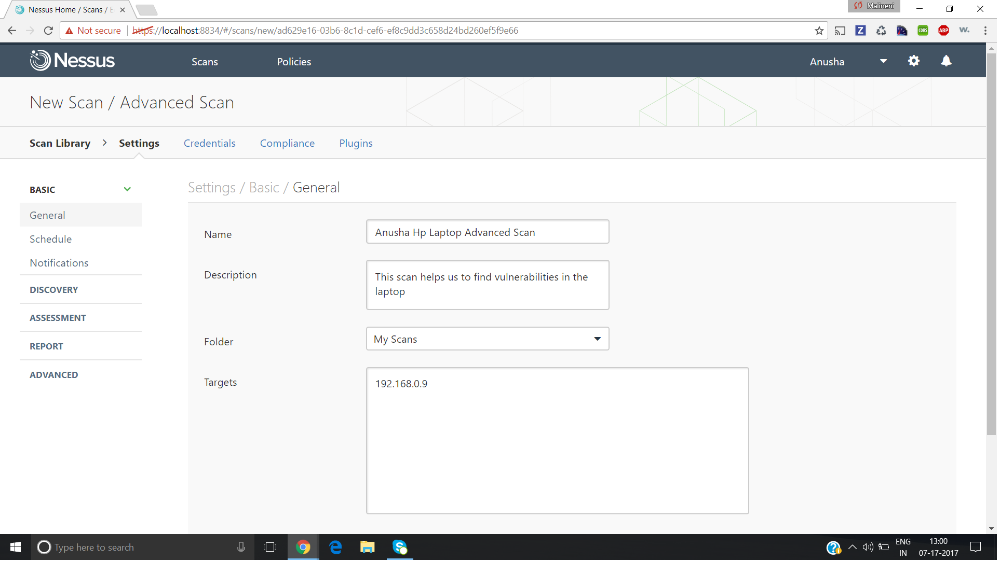 Nessus Home / Scans / E
Malineni
Not secure
https://localhost:8834/#/scans/new/ad629e16-03b6-8c1d-cef6-ef8c9dd3c658d24bd260ef5f9e66
Z
CORS
ABP
w.
Nessus
Scans
Policies
Anusha
New Scan / Advanced Scan
Scan Library > Settings Credentials Compliance Plugins
BASIC
General
Schedule
Notifications
DISCOVERY
ASSESSMENT
REPORT
ADVANCED
Settings / Basic / General
Name
Anusha Hp Laptop Advanced Scan
Description
This scan helps us to find vulnerabilities in the
laptop
Folder
My Scans
Targets
192.168.0.9
Type here to search
ENG
IN
13:00
07-17-2017